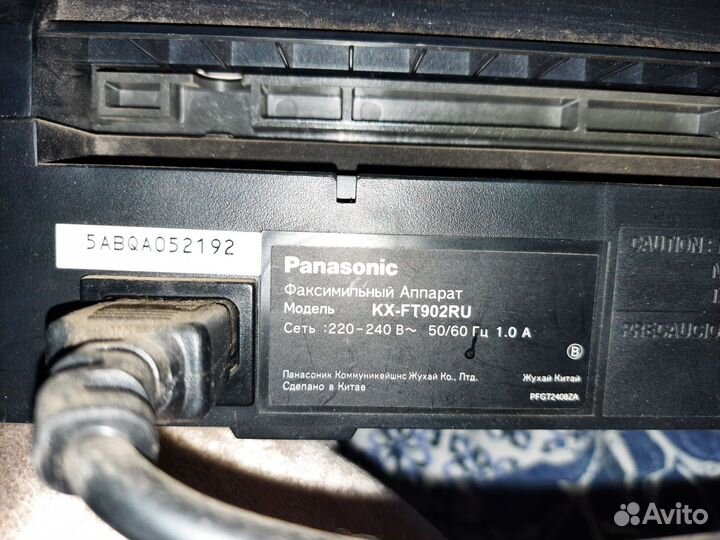 5ABQA052192
Panasonic
Факсимильный Аппарат
Модель KX-FT902RU
Сеть :220-240 В~ 50/60 Гц 1.0 А
B
Панасоник Коммуникейшнс Жухай Ко., Лтд. Жухай Китай
Сделано в Китае
PFGT2408ZA
CAUTION:
PRECAUCIÓ
Avito